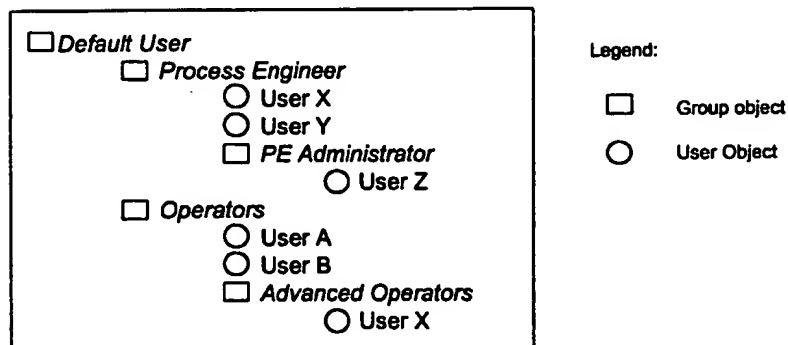 Default User
Process Engineer
User X
User Y
PE Administrator
User Z
Operators
User A
User B
Advanced Operators
User X
Legend:
Group object
User Object